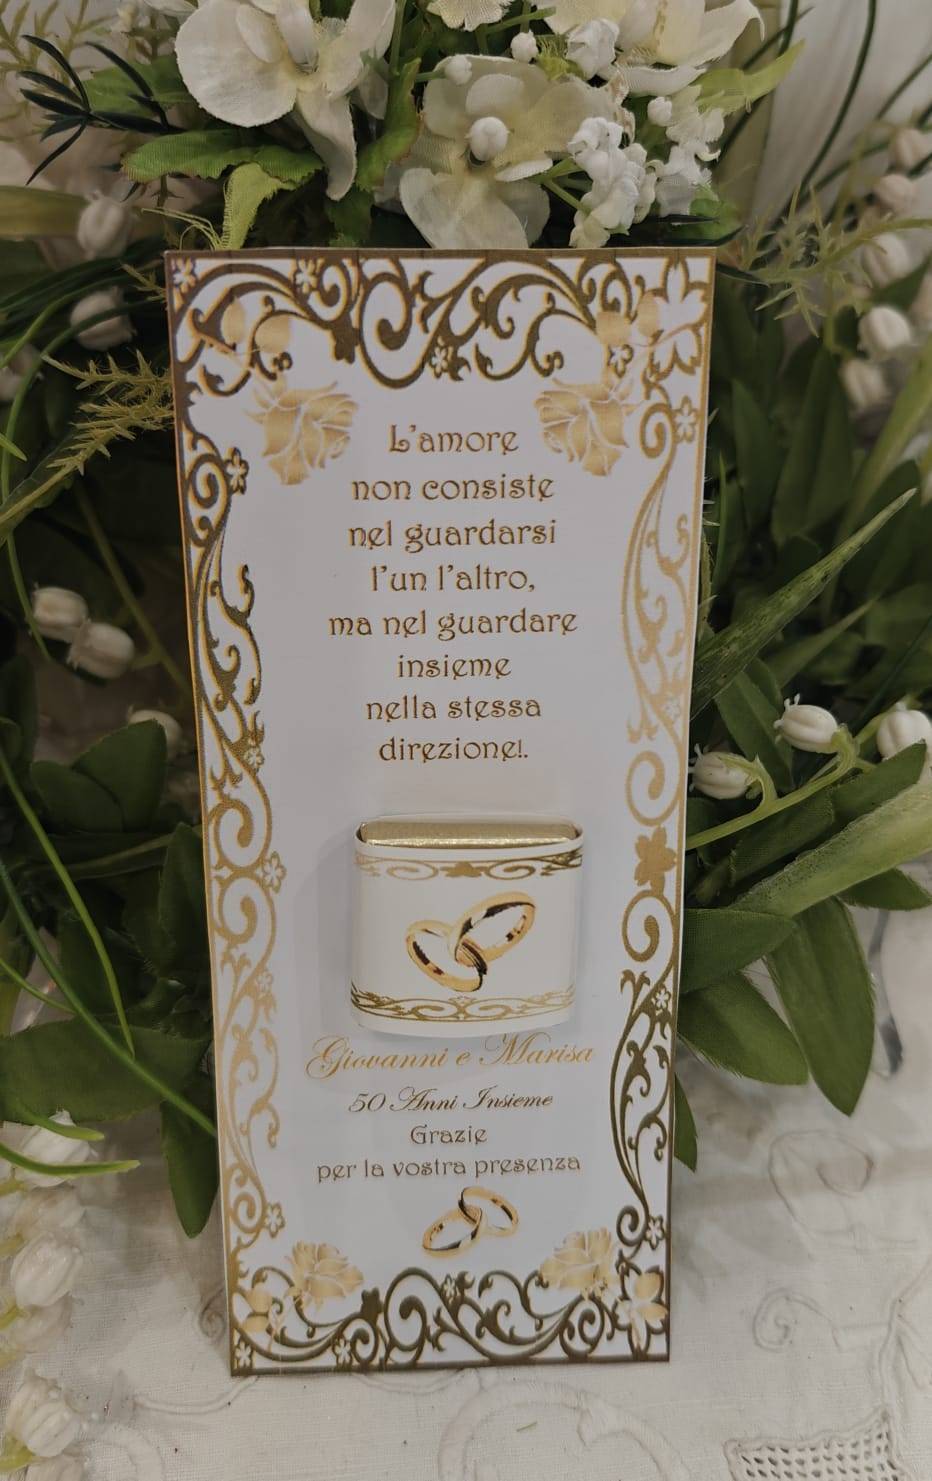 L'amore
non consiste
nel guardarsi
l'un l'altro,
ma nel guardare
insieme
nella stessa
direzione!.
Giovanni e Marisa
50 Anni Insieme
Grazie
per la vostra presenza